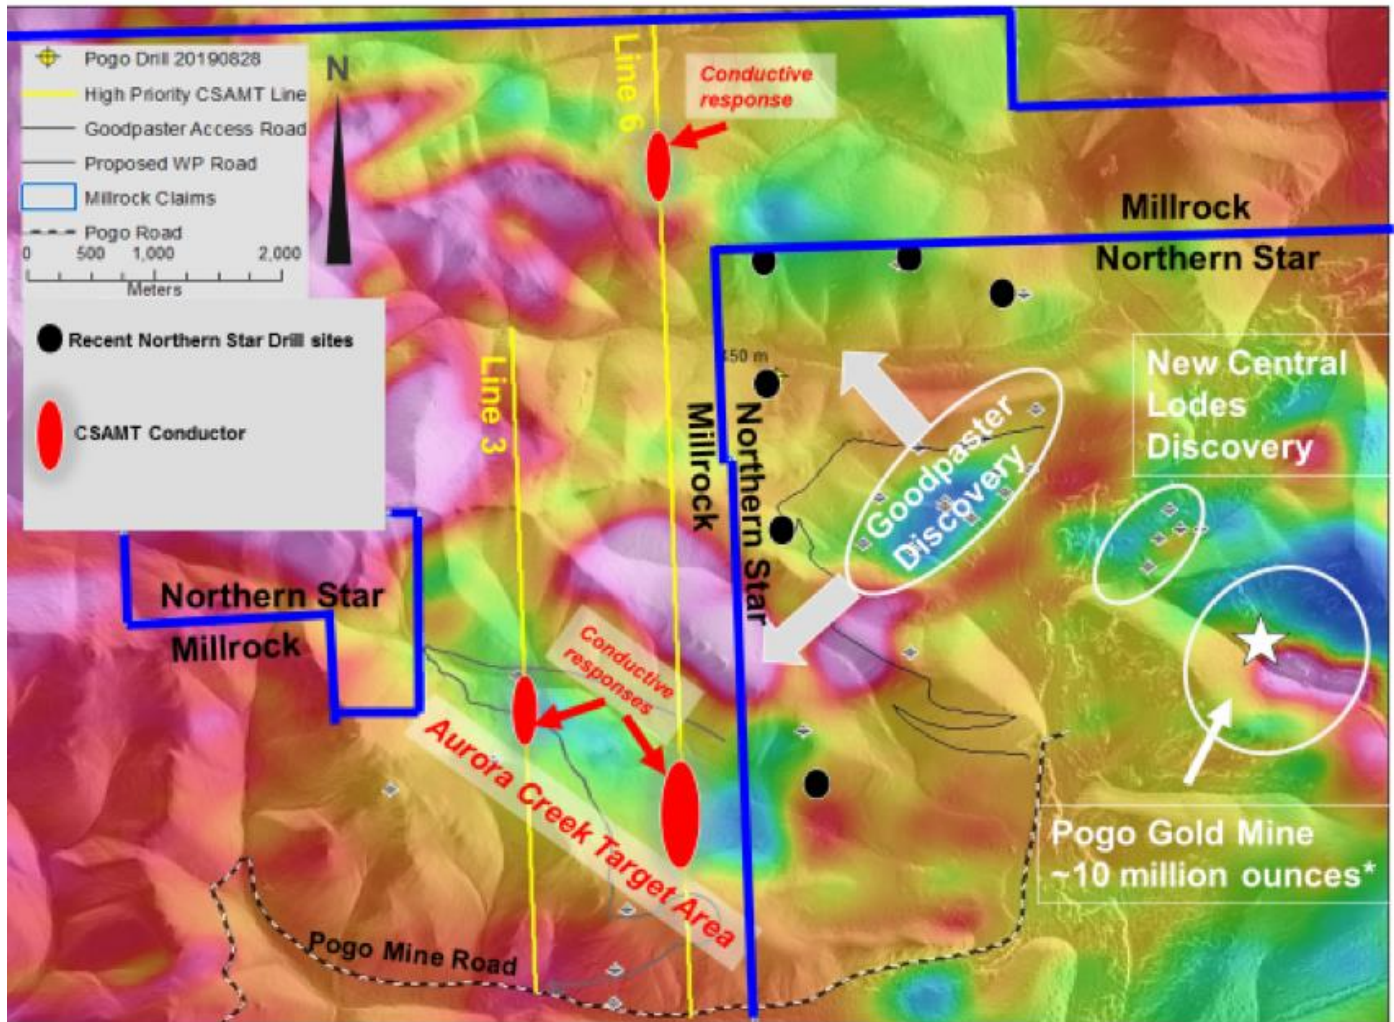 Pogo Drill 20190828
High Priority CSAMT Line
Goodpaster Access Road
Proposed WP Road
Millrock Claims
Pogo Road
0 500 1,000 2,000
Meters
N
Recent Northern Star Drill sites
CSAMT Conductor
Line 6
Conductive
response
Millrock
Northern Star
Line 3
50 m
Millrock
Northern Star
Goodpaster
Discovery
New Central
Lodes
Discovery
Northern Star
Millrock
Conductive
responses
Aurora Creek Target Area
Pogo Gold Mine
~10 million ounces*
Pogo Mine Road